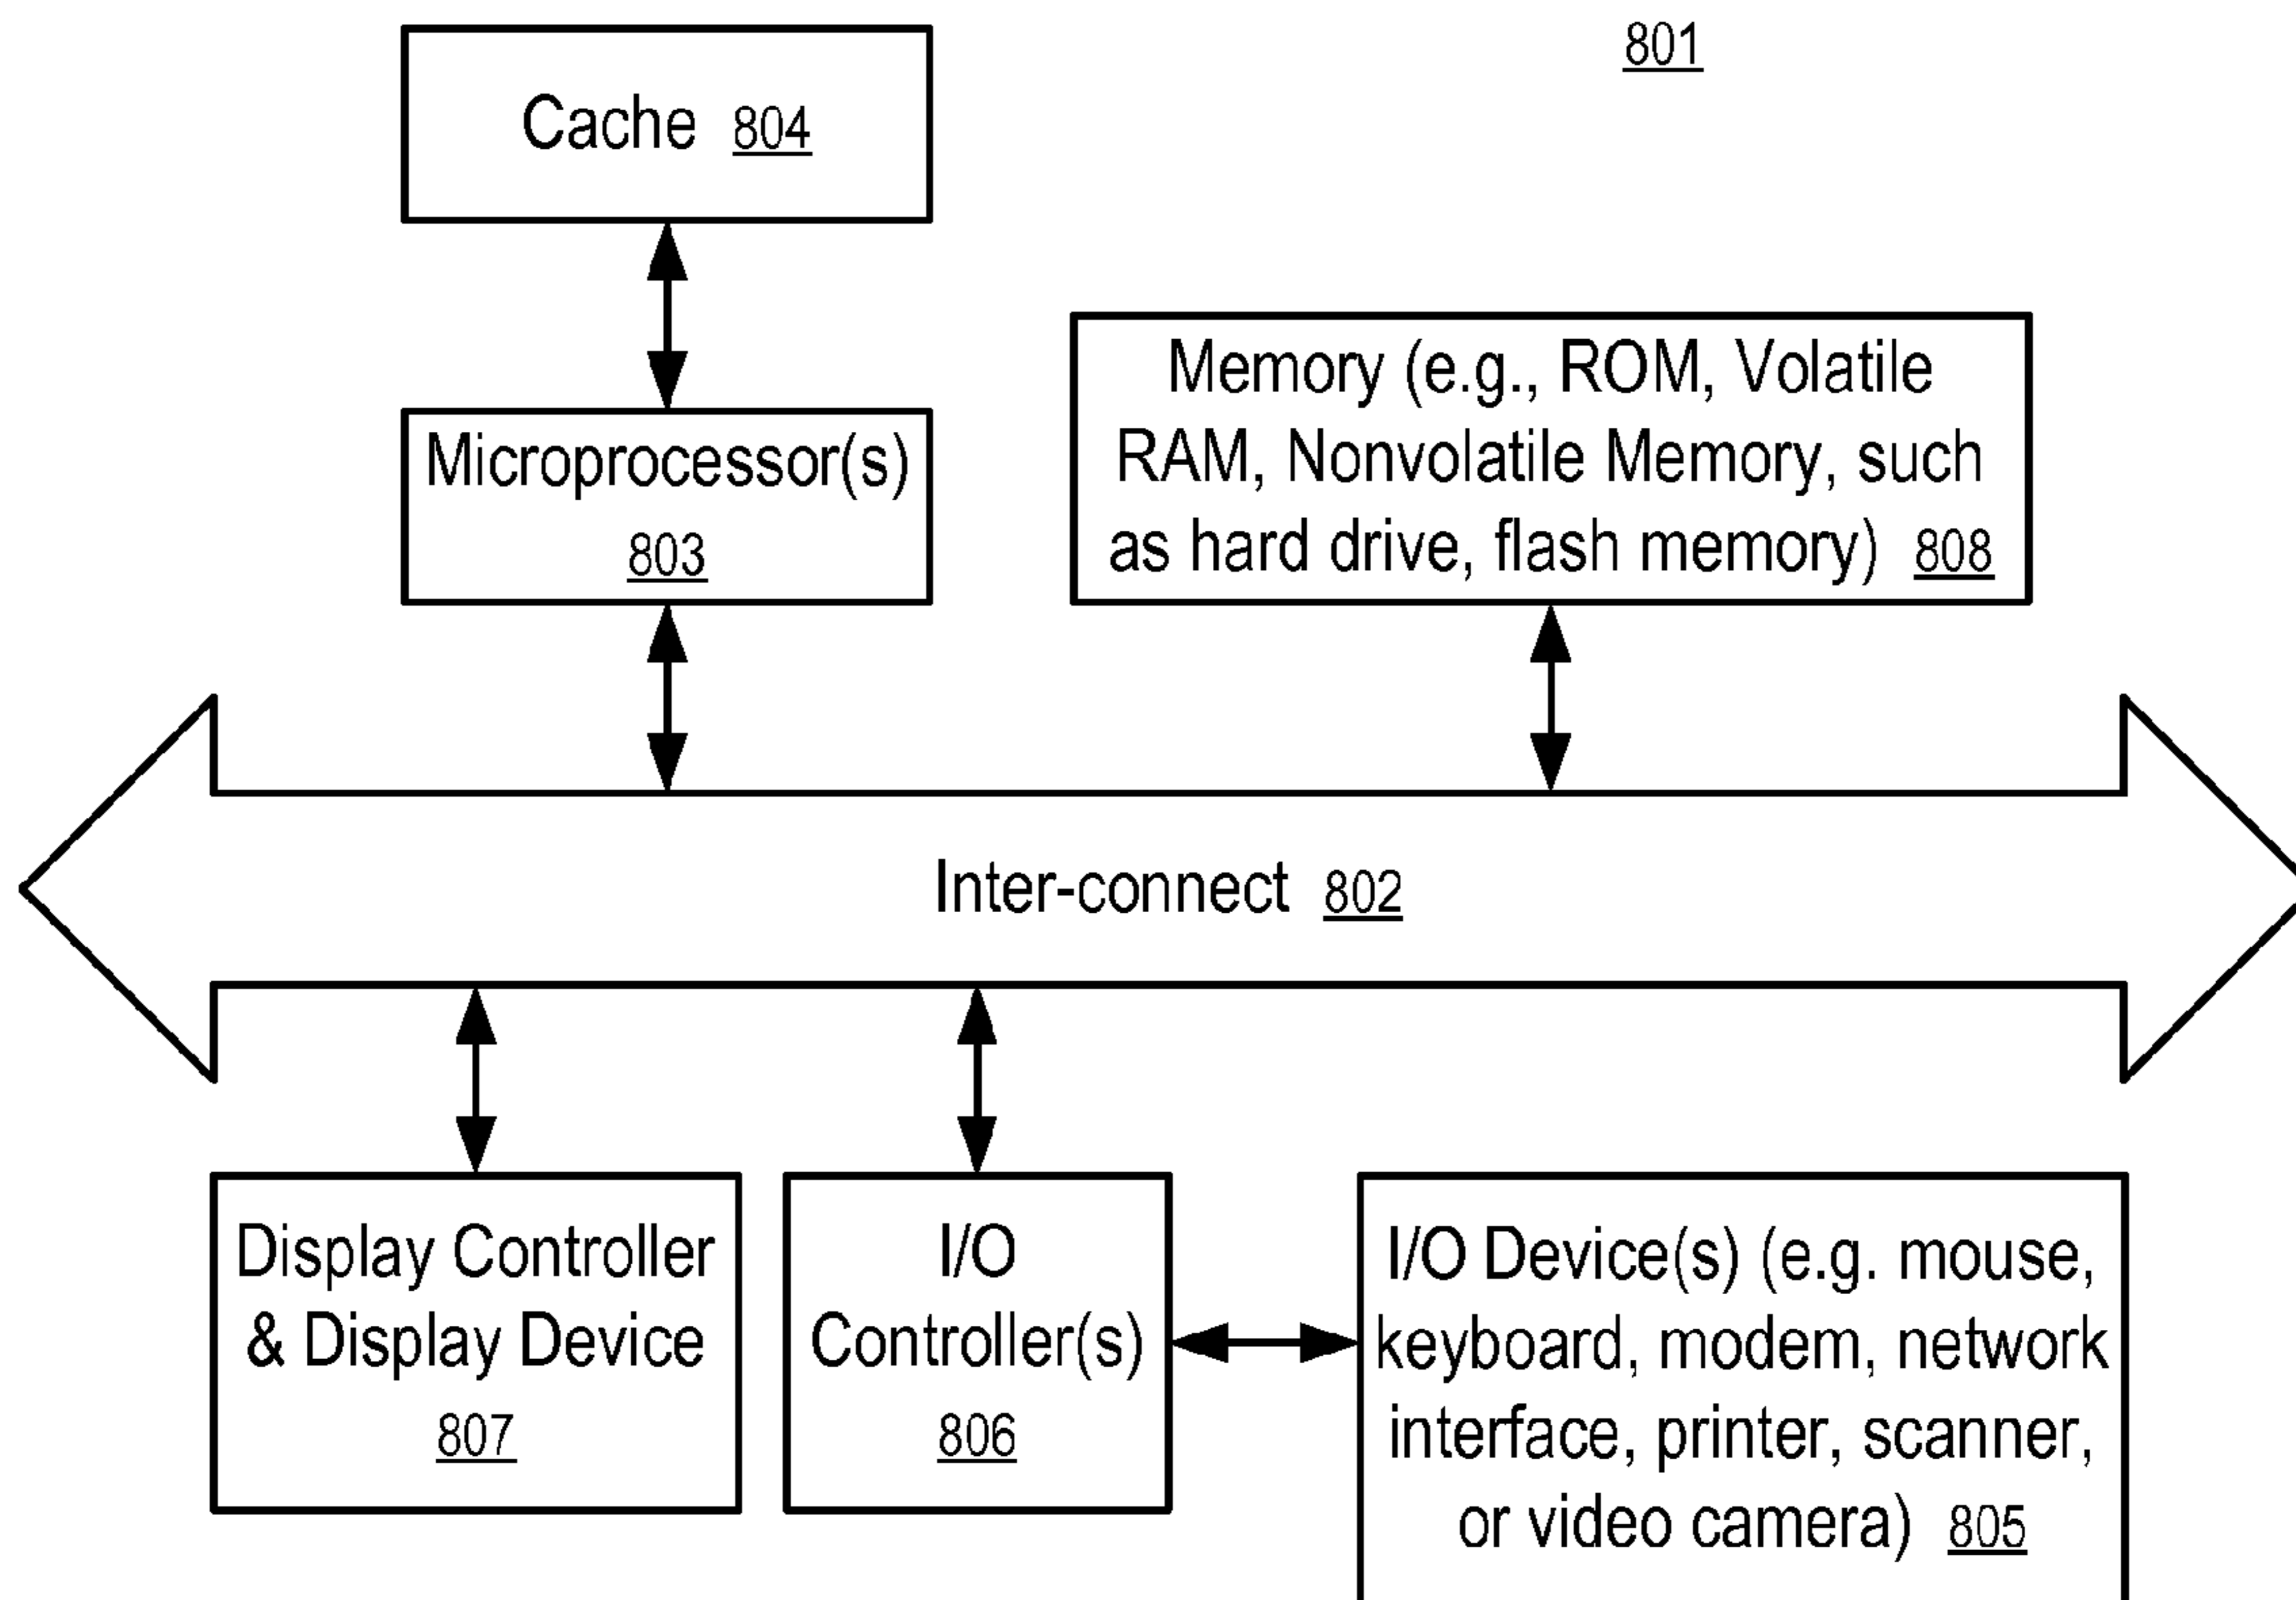 801
Cache 804
Microprocessor(s)
803
Memory (e.g., ROM, Volatile
RAM, Nonvolatile Memory, such
as hard drive, flash memory) 808
Inter-connect 802
Display Controller
& Display Device
807
I/O
Controller(s)
806
I/O Device(s) (e.g. mouse,
keyboard, modem, network
interface, printer, scanner,
or video camera) 805